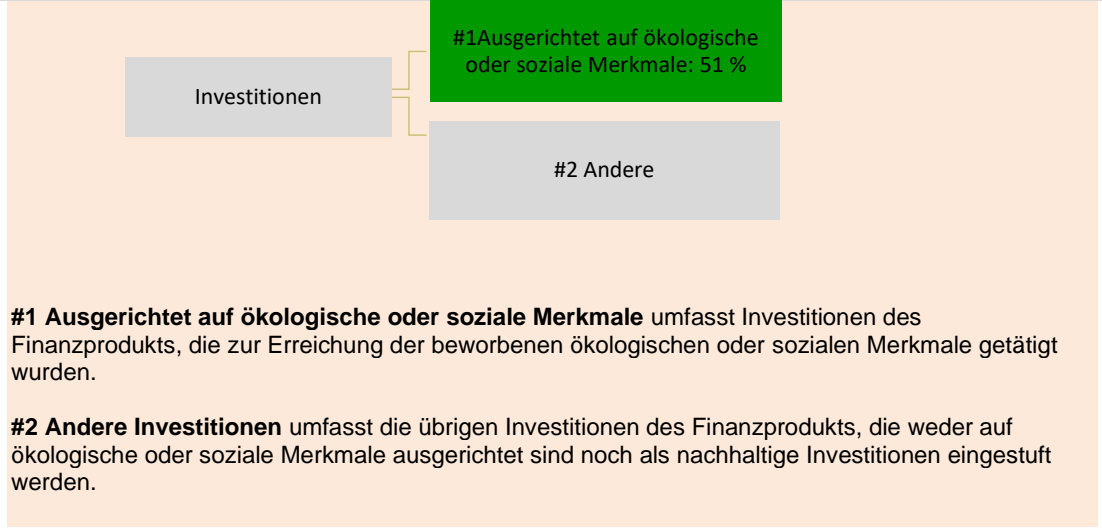 #1Ausgerichtet auf ökologische
oder soziale Merkmale: 51 %
Investitionen
#2 Andere
#1 Ausgerichtet auf ökologische oder soziale Merkmale umfasst Investitionen des
Finanzprodukts, die zur Erreichung der beworbenen ökologischen oder sozialen Merkmale getätigt
wurden.
#2 Andere Investitionen umfasst die übrigen Investitionen des Finanzprodukts, die weder auf
ökologische oder soziale Merkmale ausgerichtet sind noch als nachhaltige Investitionen eingestuft
werden.